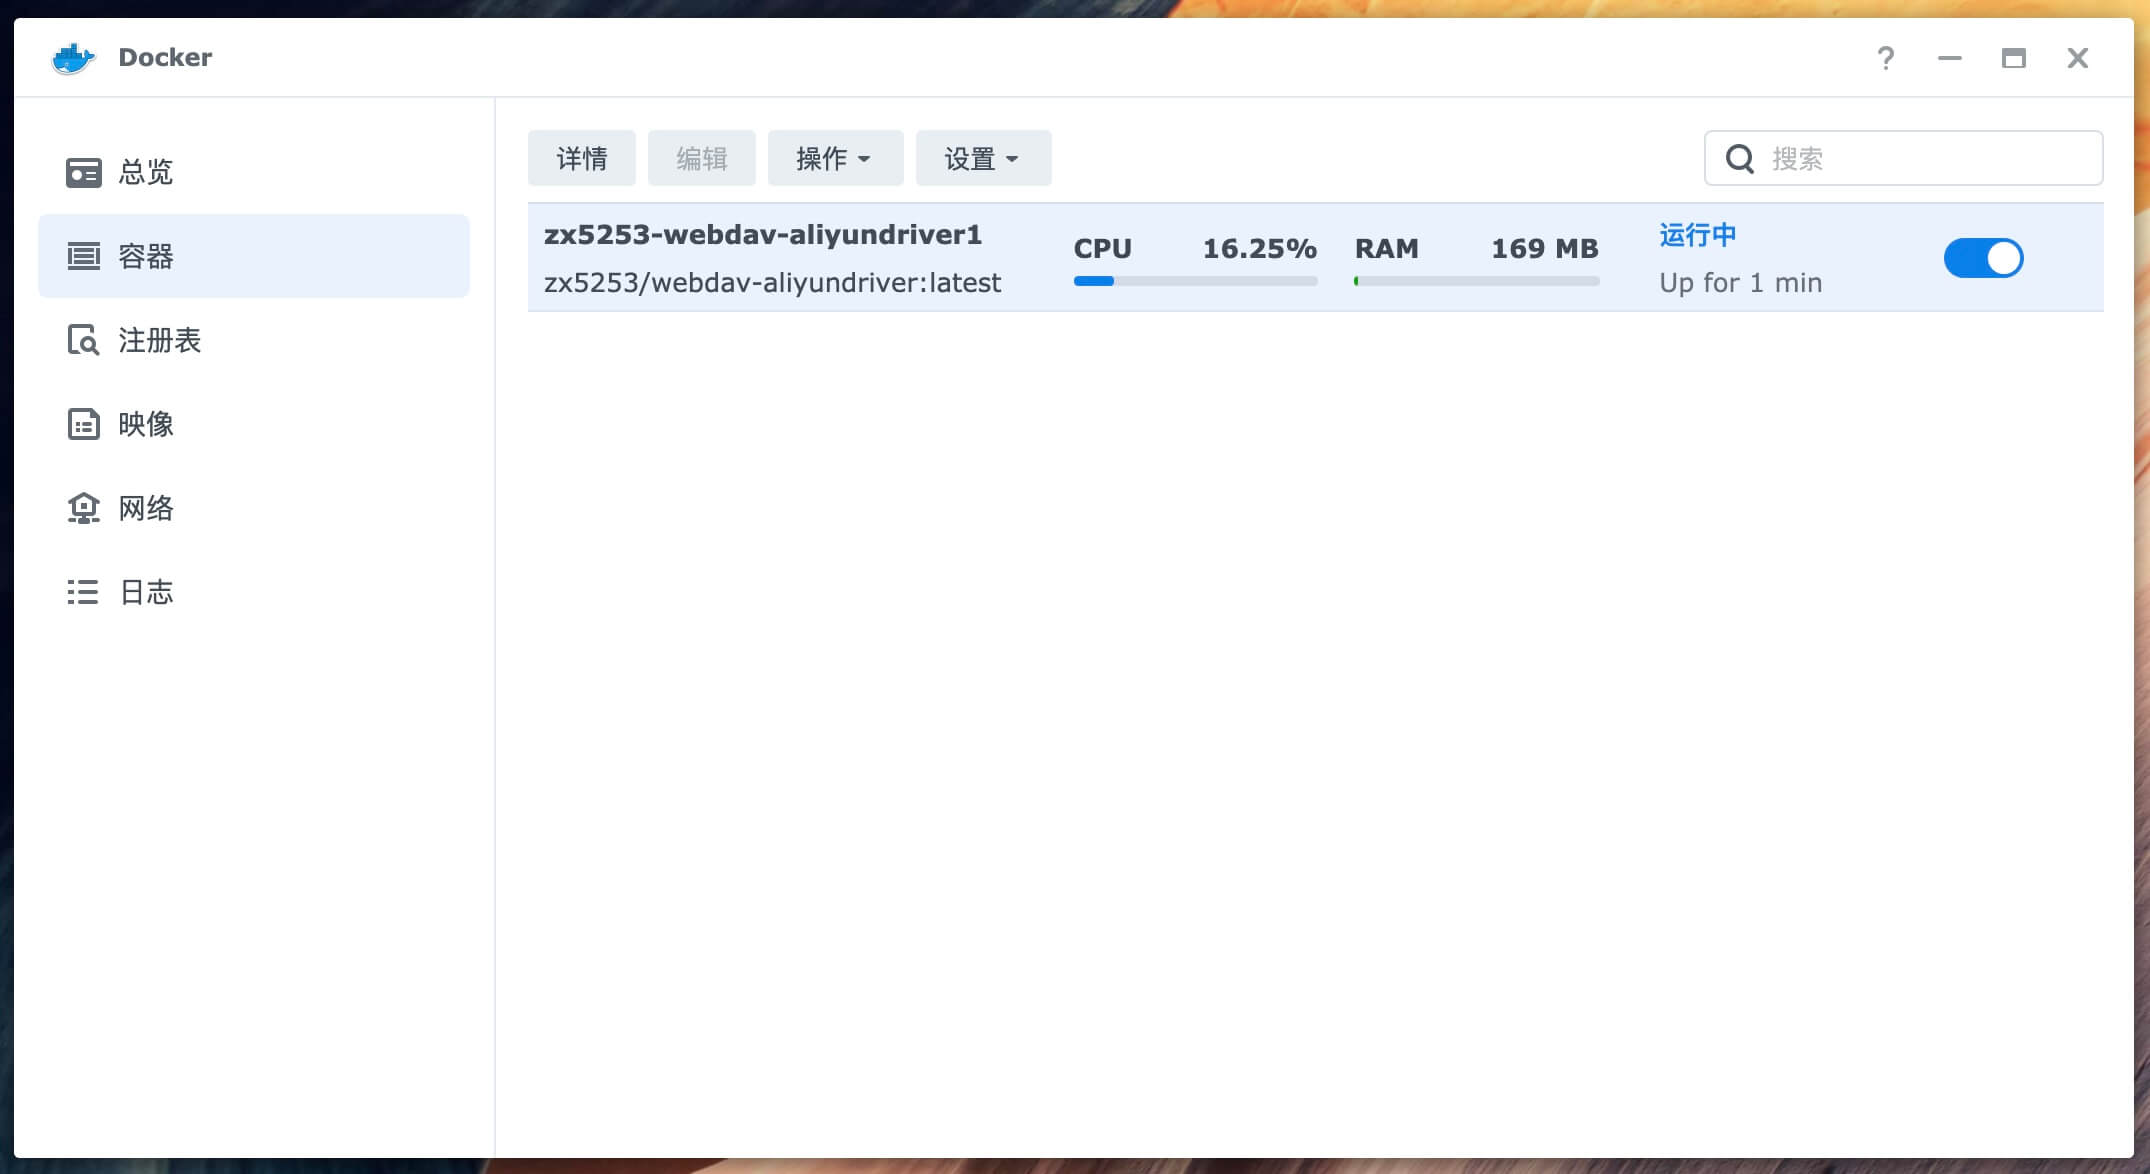 Docker
总览
容器
注册表
映像
网络
日志
详情 编辑 操作 设置 搜索
zx5253-webdav-aliyundriver1
zx5253/webdav-aliyundriver:latest
CPU 16.25% RAM 169 MB
运行中
Up for 1 min